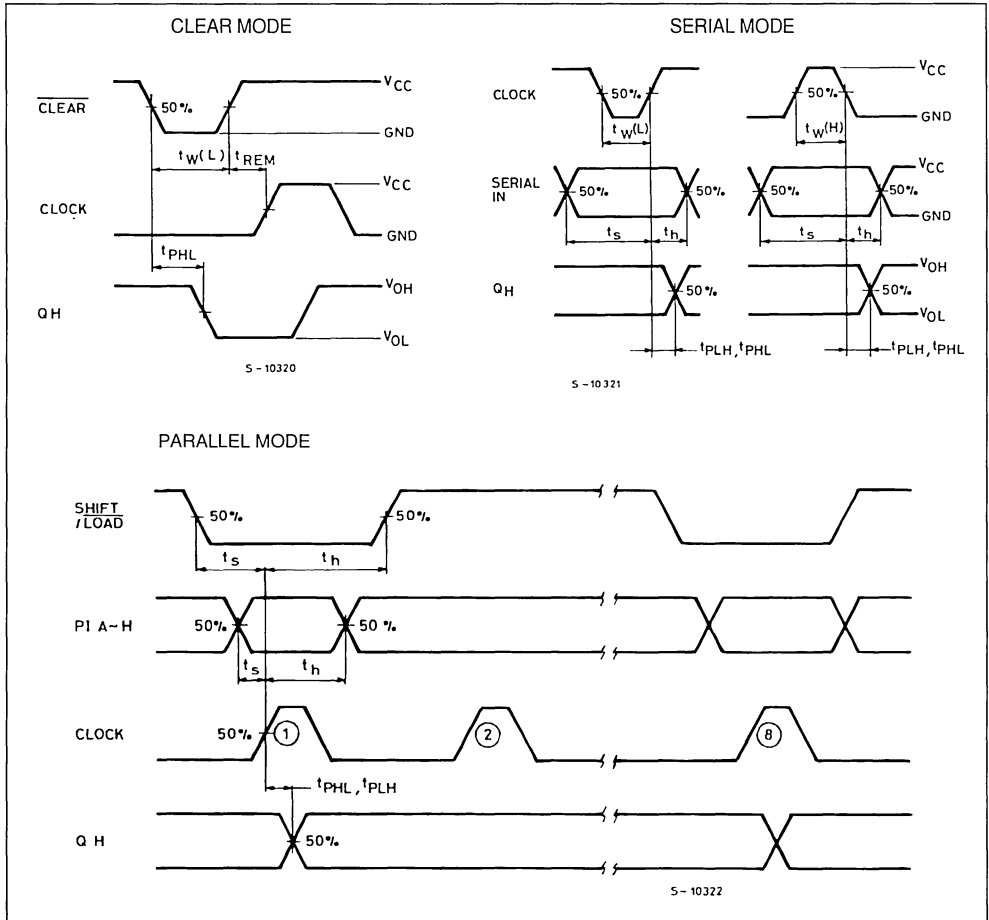 CLEAR MODE
CLEAR
50%
VCC
GND
tW(L)
tREM
CLOCK
VCC
GND
tPHL
QH
VOH
VOL
S-10320
SERIAL MODE
CLOCK
50%
tW(L)
50%
VCC
GND
tW(H)
SERIAL
IN
50%
50%
50%
50%
VCC
GND
ts
th
ts
th
QH
50%
50%
VOH
VOL
tPLH,tPHL
tPLH,tPHL
S-10321
PARALLEL MODE
SHIFT
/LOAD
50%
50%
ts
th
PI A~H
50%
50%
ts
th
CLOCK
50%
1
2
8
tPHL,tPLH
QH
50%
S-10322